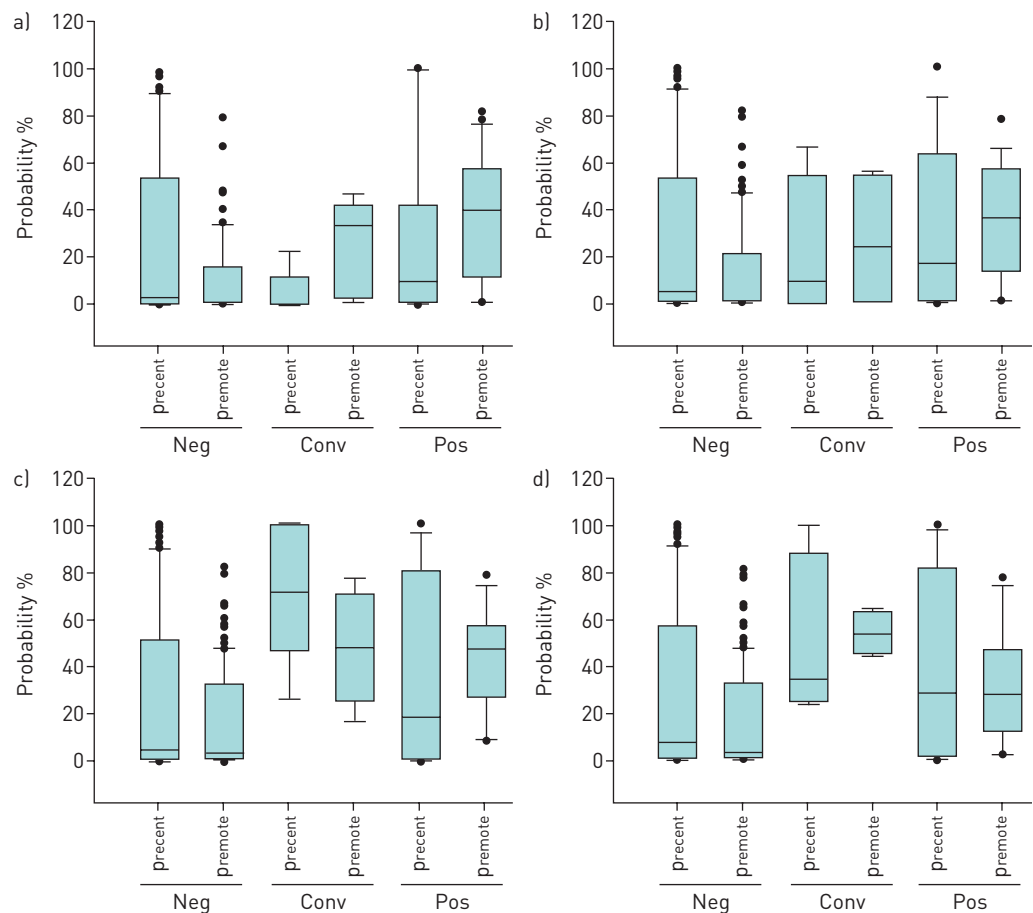 a)
120
100
80
60
40
20
0
Probability %
precent
premote
precent
premote
precent
premote
Neg
Conv
Pos
b)
120
100
80
60
40
20
0
Probability %
precent
premote
precent
premote
precent
premote
Neg
Conv
Pos
c)
120
100
80
60
40
20
0
Probability %
precent
premote
precent
premote
precent
premote
Neg
Conv
Pos
d)
120
100
80
60
40
20
0
Probability %
precent
premote
precent
premote
precent
premote
Neg
Conv
Pos